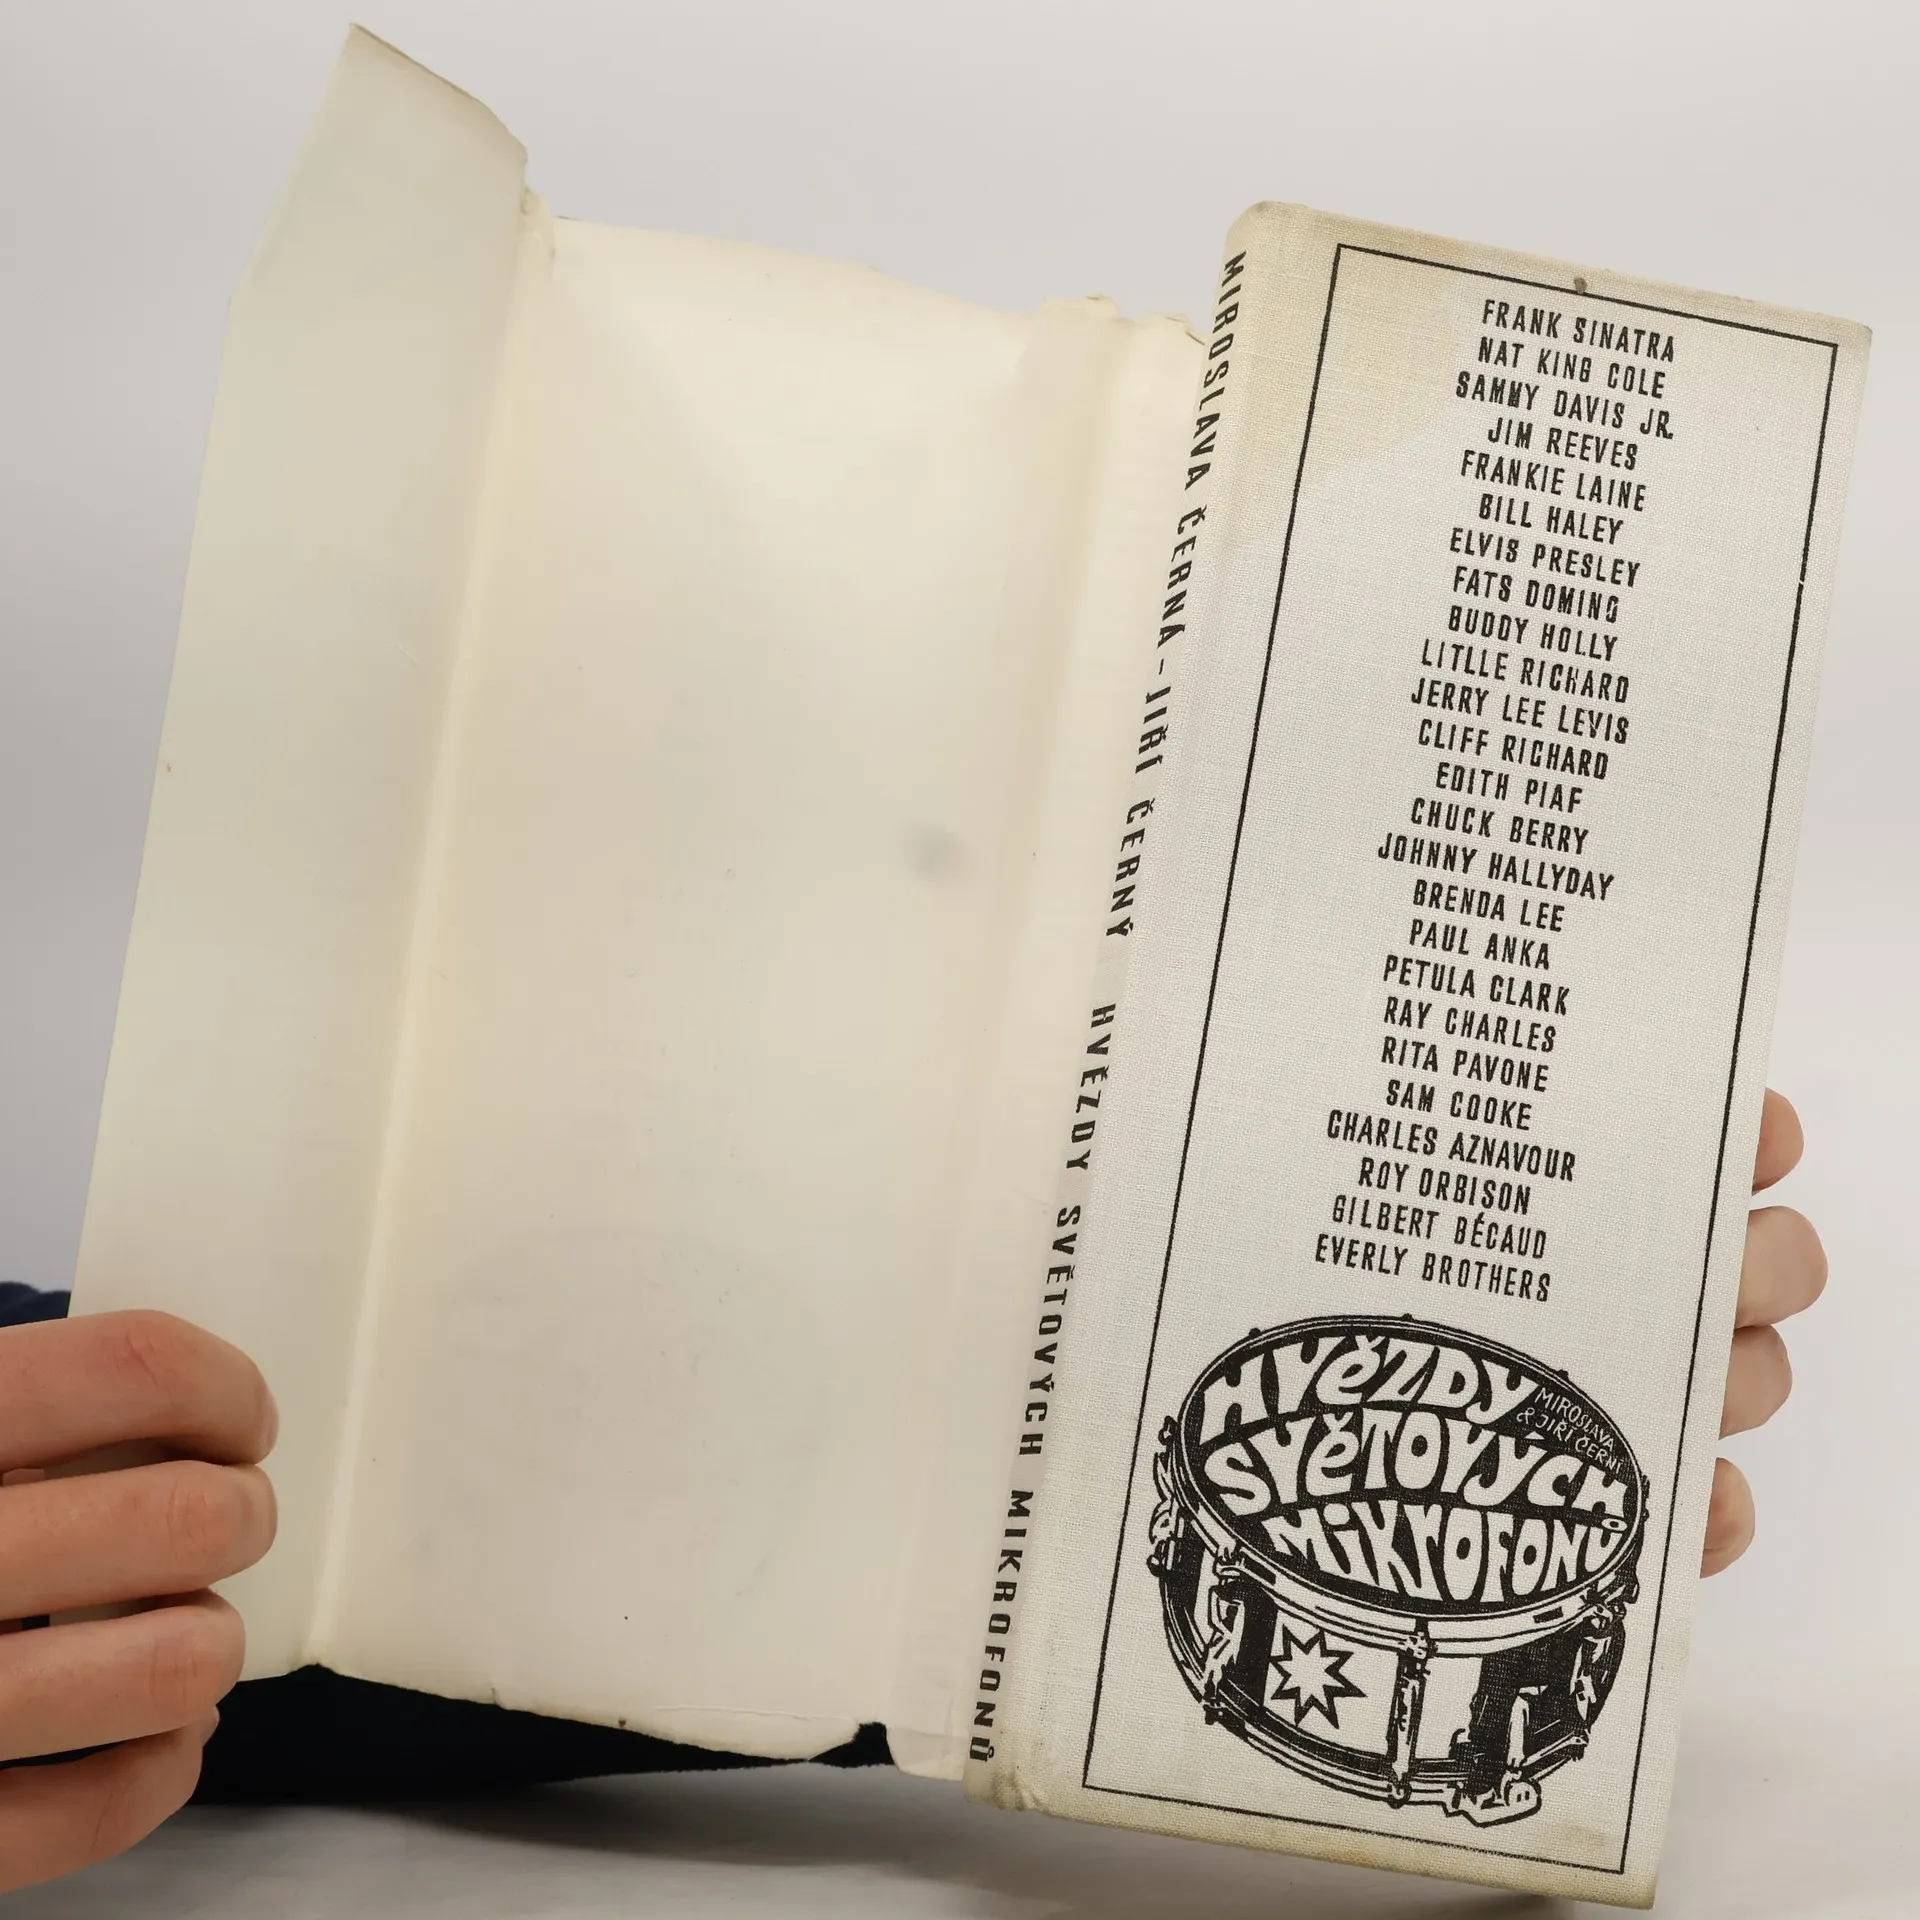 MIROSLAVA ČERNÁ - JIŘÍ ČERNÝ HVĚZDY SVĚTOVÝCH MIKROFONŮ
FRANK SINATRA
NAT KING COLE
SAMMY DAVIS JR.
JIM REEVES
FRANKIE LAINE
BILL HALEY
ELVIS PRESLEY
FATS DOMINO
BUDDY HOLLY
LITLLE RICHARD
JERRY LEE LEVIS
CLIFF RICHARD
EDITH PIAF
CHUCK BERRY
JOHNNY HALLYDAY
BRENDA LEE
PAUL ANKA
PETULA CLARK
RAY CHARLES
RITA PAVONE
SAM COOKE
CHARLES AZNAVOUR
ROY ORBISON
GILBERT BÉCAUD
EVERLY BROTHERS
HVĚZDY
MIROSLAVA
& JIŘÍ ČERNÍ
SVĚTOVÝCH
MIKROFONŮ